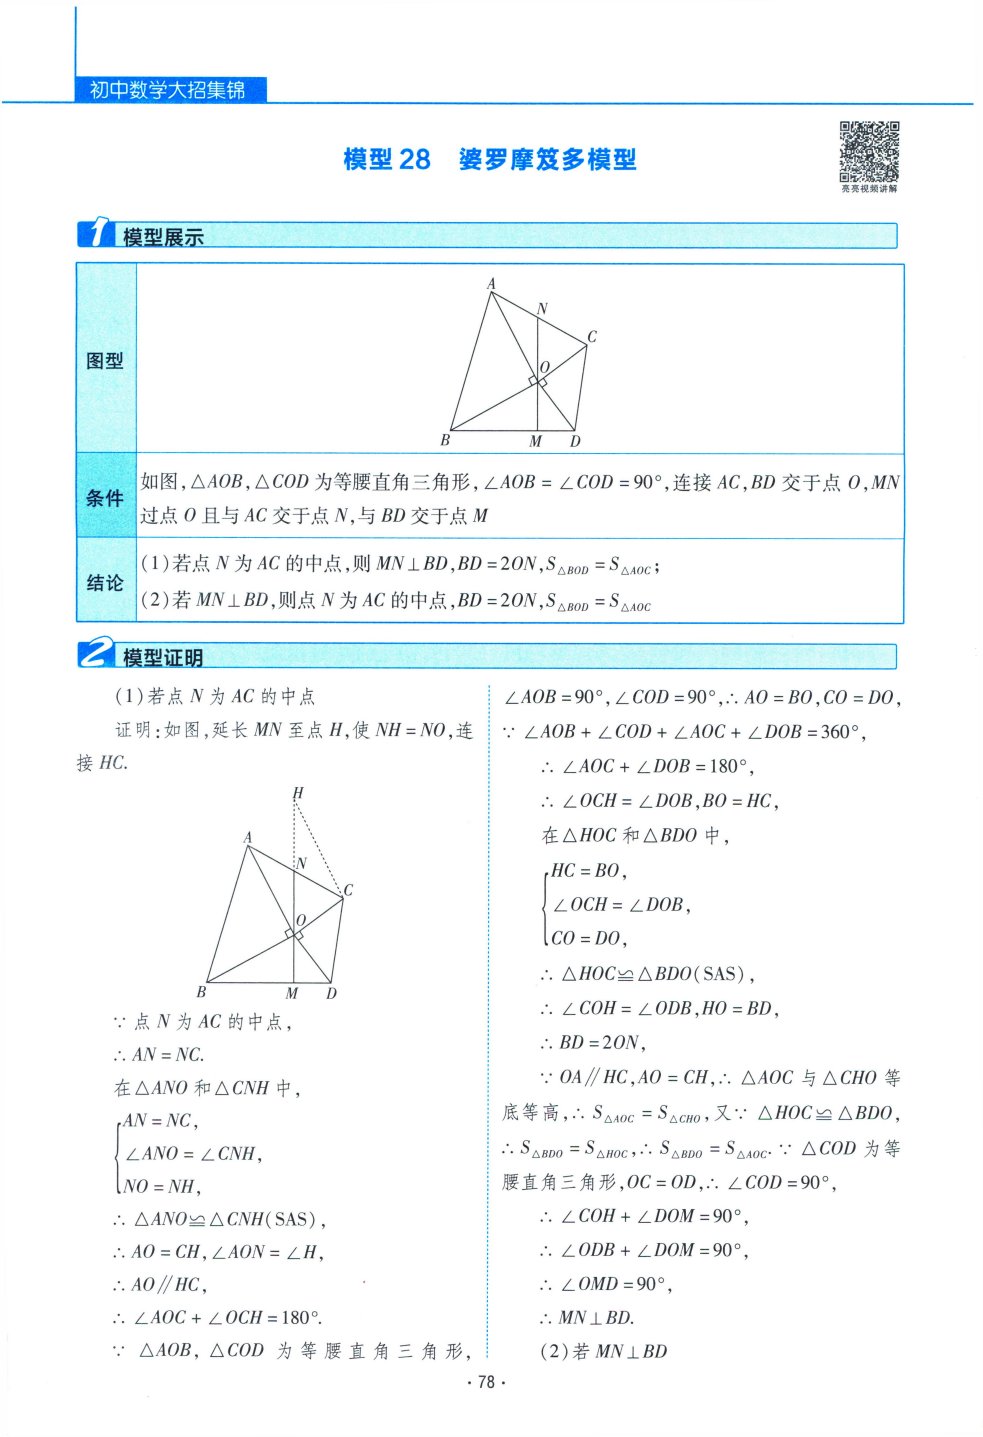 初中数学大招集锦
模型 28 婆罗摩笈多模型
亮亮视频讲解
1 模型展示
图型
A
N
C
O
B
M
D
条件
如图,△AOB,△COD 为等腰直角三角形,∠AOB = ∠COD = 90°,连接 AC,BD 交于点 O,MN
过点 O 且与 AC 交于点 N,与 BD 交于点 M
结论
(1)若点 N 为 AC 的中点,则 MN⊥BD,BD = 2ON,S△BOD = S△AOC;
(2)若 MN⊥BD,则点 N 为 AC 的中点,BD = 2ON,S△BOD = S△AOC
2 模型证明
(1)若点 N 为 AC 的中点
证明:如图,延长 MN 至点 H,使 NH = NO,连
接 HC.
H
A
N
C
O
B
M
D
∵ 点 N 为 AC 的中点,
∴ AN = NC.
在△ANO 和△CNH 中,
AN = NC,
∠ANO = ∠CNH,
NO = NH,
∴ △ANO≌△CNH(SAS),
∴ AO = CH,∠AON = ∠H,
∴ AO∥HC,
∴ ∠AOC + ∠OCH = 180°.
∵ △AOB, △COD 为等腰直角三角形,
∠AOB = 90°,∠COD = 90°,∴ AO = BO,CO = DO,
∵ ∠AOB + ∠COD + ∠AOC + ∠DOB = 360°,
∴ ∠AOC + ∠DOB = 180°,
∴ ∠OCH = ∠DOB,BO = HC,
在△HOC 和△BDO 中,
HC = BO,
∠OCH = ∠DOB,
CO = DO,
∴ △HOC≌△BDO(SAS),
∴ ∠COH = ∠ODB,HO = BD,
∴ BD = 2ON,
∵ OA∥HC,AO = CH,∴ △AOC 与△CHO 等
底等高,∴ S△AOC = S△CHO,又∵ △HOC≌△BDO,
∴ S△BDO = S△HOC,∴ S△BDO = S△AOC.∵ △COD 为等
腰直角三角形,OC = OD,∴ ∠COD = 90°,
∴ ∠COH + ∠DOM = 90°,
∴ ∠ODB + ∠DOM = 90°,
∴ ∠OMD = 90°,
∴ MN⊥BD.
(2)若 MN⊥BD
· 78 ·